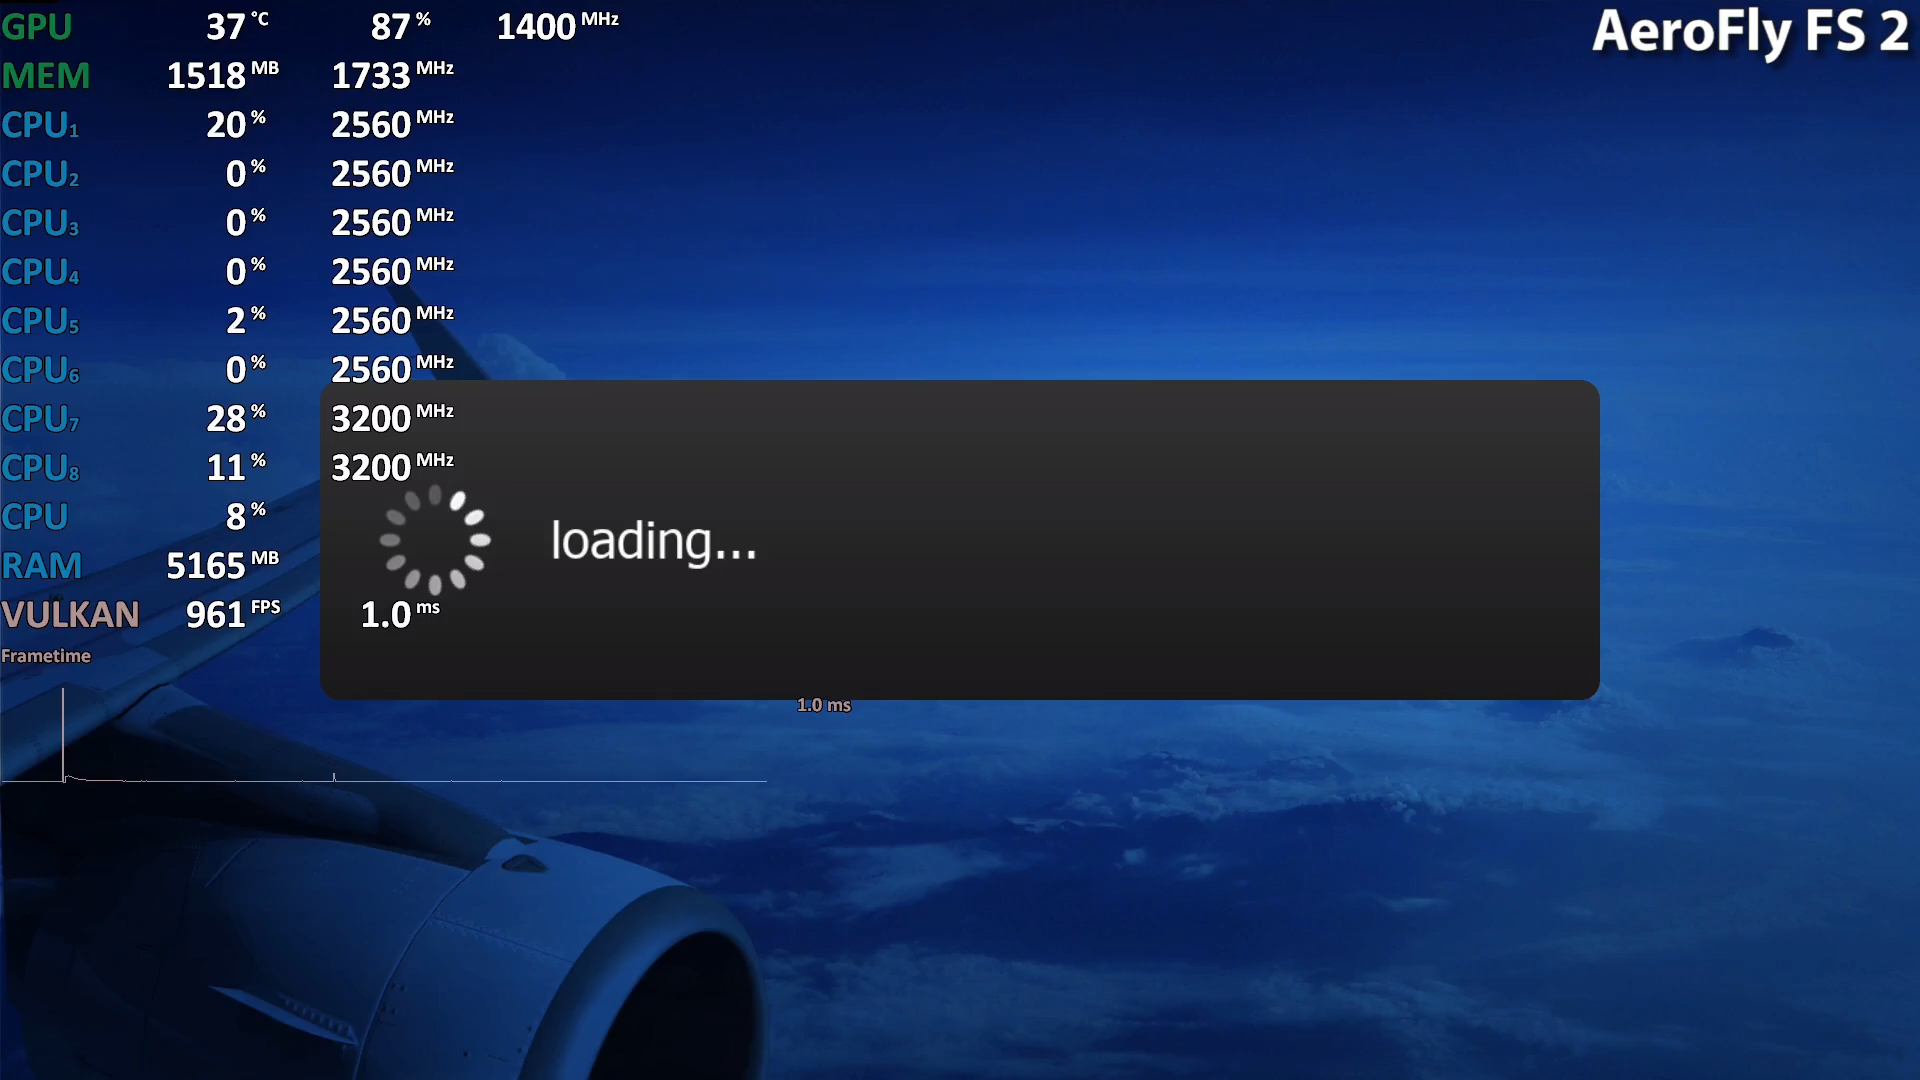 GPU 37 °C 87 % 1400 MHz
AeroFly FS 2
MEM 1518 MB 1733 MHz
CPU1 20 % 2560 MHz
CPU2 0 % 2560 MHz
CPU3 0 % 2560 MHz
CPU4 0 % 2560 MHz
CPU5 2 % 2560 MHz
CPU6 0 % 2560 MHz
CPU7 28 % 3200 MHz
CPU8 11 % 3200 MHz
CPU 8 %
loading...
RAM 5165 MB
VULKAN 961 FPS 1.0 ms
Frametime
1.0 ms